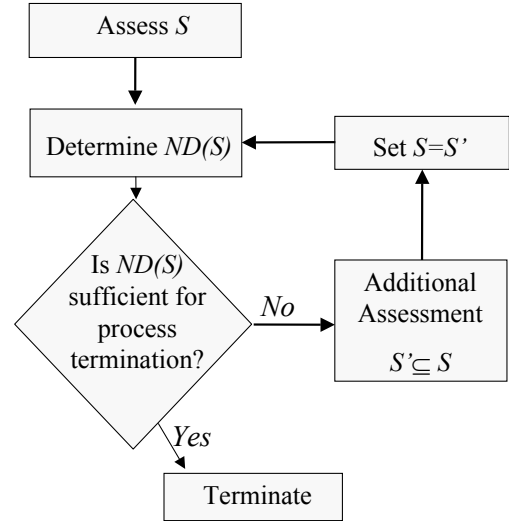 Assess S
Determine ND(S)
Set S=S’
Is ND(S)
sufficient for
process
termination?
No
Additional
Assessment
S’⊆ S
Yes
Terminate